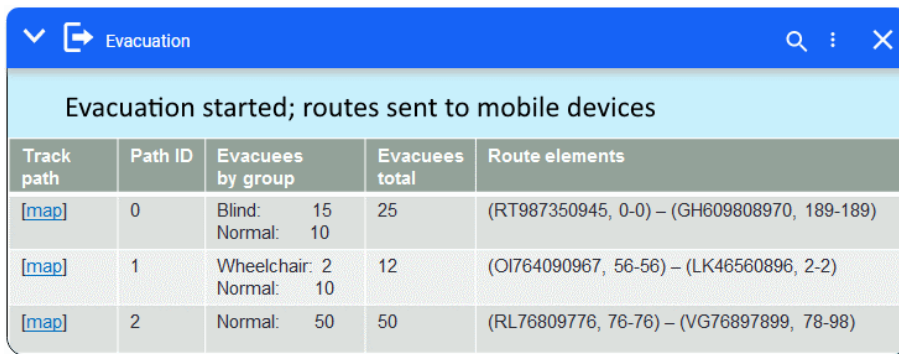 Evacuation
Evacuation started; routes sent to mobile devices
Track path Path ID Evacuees by group Evacuees total Route elements
[map] 0 Blind: 15 25 (RT987350945, 0-0) – (GH609808970, 189-189)
Normal: 10
[map] 1 Wheelchair: 2 12 (OI764090967, 56-56) – (LK46560896, 2-2)
Normal: 10
[map] 2 Normal: 50 50 (RL76809776, 76-76) – (VG76897899, 78-98)